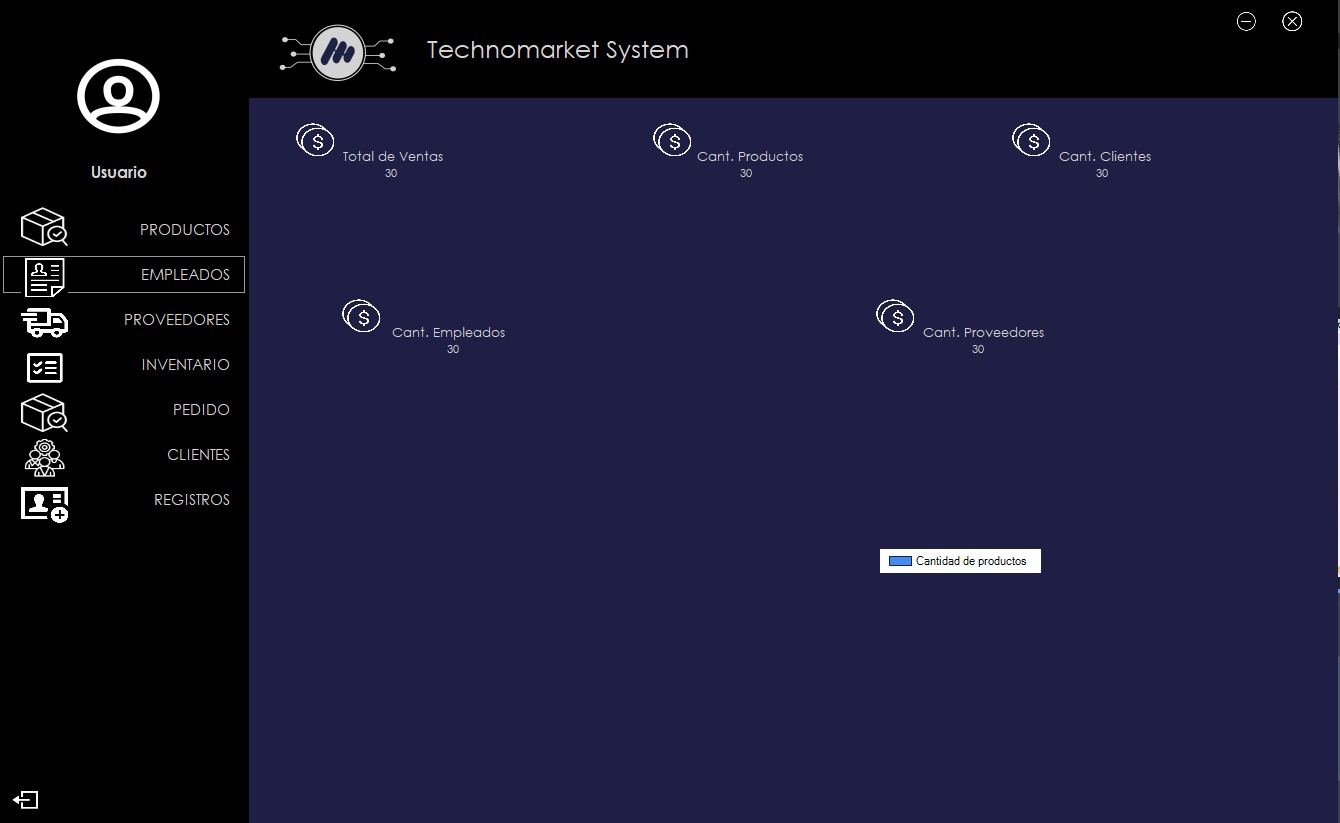 Technomarket System
Usuario
PRODUCTOS
EMPLEADOS
PROVEEDORES
INVENTARIO
PEDIDO
CLIENTES
REGISTROS
Total de Ventas
30
Cant. Productos
30
Cant. Clientes
30
Cant. Empleados
30
Cant. Proveedores
30
Cantidad de productos